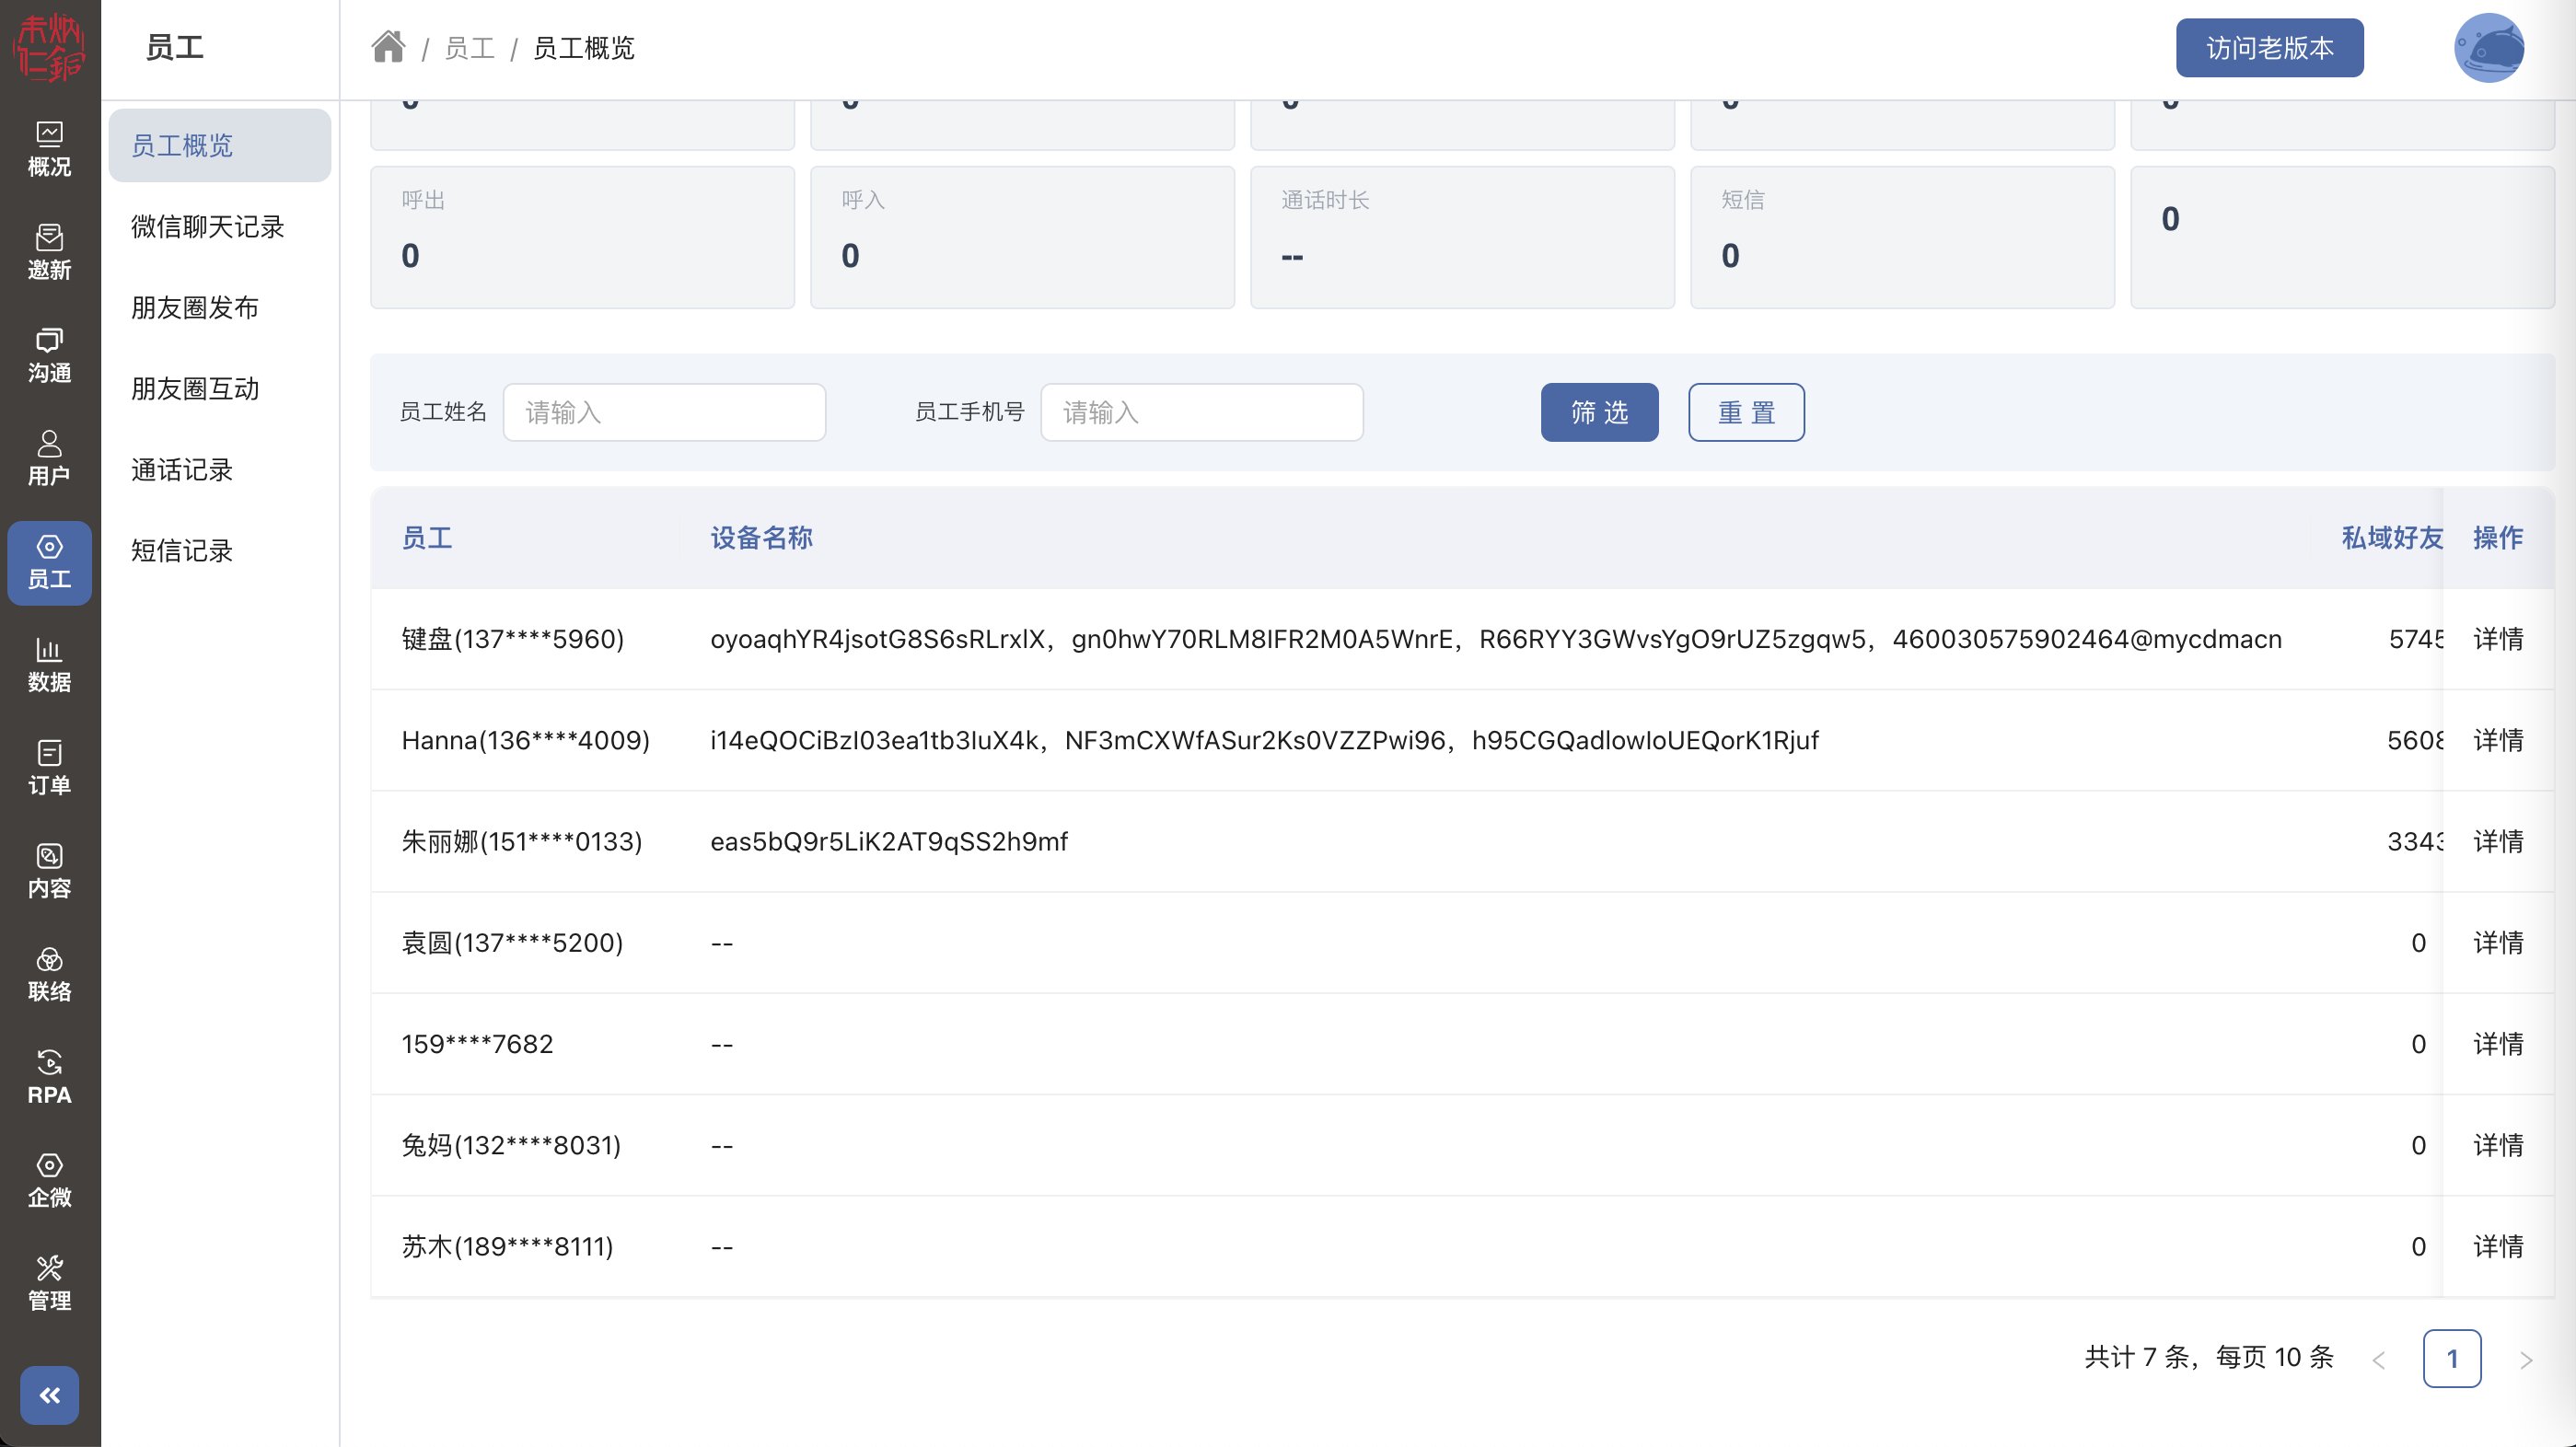 员工
/ 员工 / 员工概览
访问老版本
概况
邀新
沟通
用户
员工
数据
订单
内容
联络
RPA
企微
管理
员工概览
微信聊天记录
朋友圈发布
朋友圈互动
通话记录
短信记录
呼出
0
呼入
0
通话时长
--
短信
0
0
员工姓名 请输入 员工手机号 请输入 筛 选 重 置
员工 设备名称 私域好友 操作
键盘(137****5960) oyoaqhYR4jsotG8S6sRLrxlX，gn0hwY70RLM8IFR2M0A5WnrE，R66RYY3GWvsYgO9rUZ5zgqw5，460030575902464@mycdmacn 5745 详情
Hanna(136****4009) i14eQOCiBzI03ea1tb3IuX4k，NF3mCXWfASur2Ks0VZZPwi96，h95CGQadlowIoUEQorK1Rjuf 5608 详情
朱丽娜(151****0133) eas5bQ9r5LiK2AT9qSS2h9mf 3343 详情
袁圆(137****5200) -- 0 详情
159****7682 -- 0 详情
兔妈(132****8031) -- 0 详情
苏木(189****8111) -- 0 详情
共计 7 条，每页 10 条 < 1 >